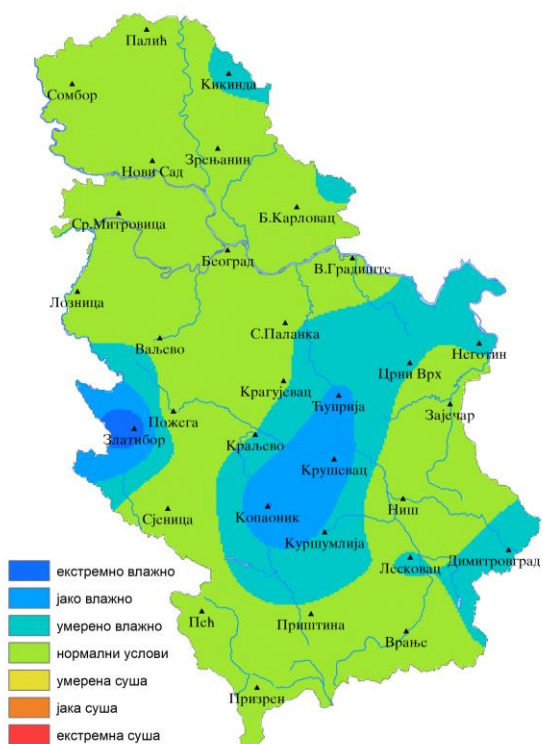 Палић
Кикинда
Сомбор
Зрењанин
Нови Сад
Б.Карловац
Ср.Митровица
Београд
В.Градиште
Лозница
С.Паланка
Ваљево
Неготин
Црни Врх
Крагујевац
Ћуприја
Зајечар
Пожега
Златибор
Краљево
Крушевац
Ниш
Копаоник
Сјеница
Куршумлија
Димитровград
Лесковац
Пећ
Приштина
Врање
Призрен
екстремно влажно
јако влажно
умерено влажно
нормални услови
умерена суша
јака суша
екстремна суша